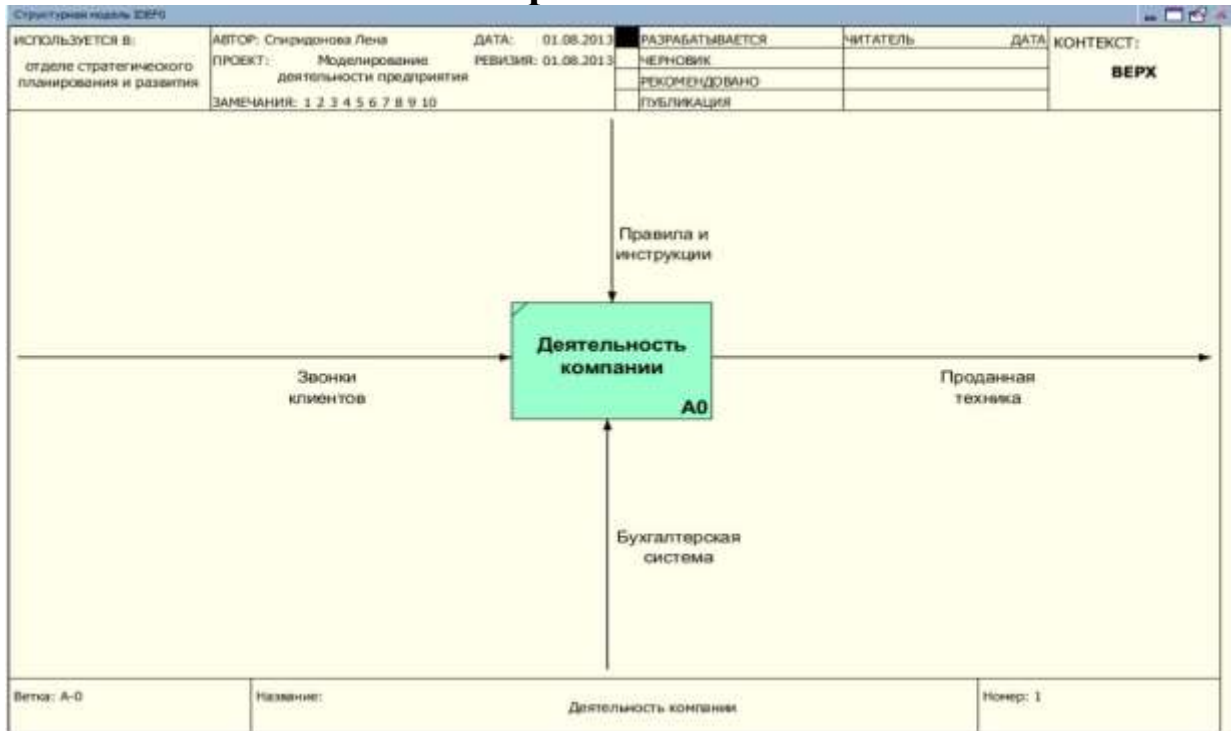 Структурная модель IDEF0
ИСПОЛЬЗУЕТСЯ В:
отделе стратегического
планирования и развития
АВТОР: Спиридонова Лена
ДАТА: 01.08.2013
ПРОЕКТ: Моделирование
деятельности предприятия
РЕВИЗИЯ: 01.08.2013
ЗАМЕЧАНИЯ: 1 2 3 4 5 6 7 8 9 10
РАЗРАБАТЫВАЕТСЯ
ЧЕРНОВИК
РЕКОМЕНДОВАНО
ПУБЛИКАЦИЯ
ЧИТАТЕЛЬ ДАТА
КОНТЕКСТ:
ВЕРХ
Правила и
инструкции
Деятельность
компании
A0
Звонки
клиентов
Проданная
техника
Бухгалтерская
система
Ветка: A-0
Название:
Деятельность компании
Номер: 1